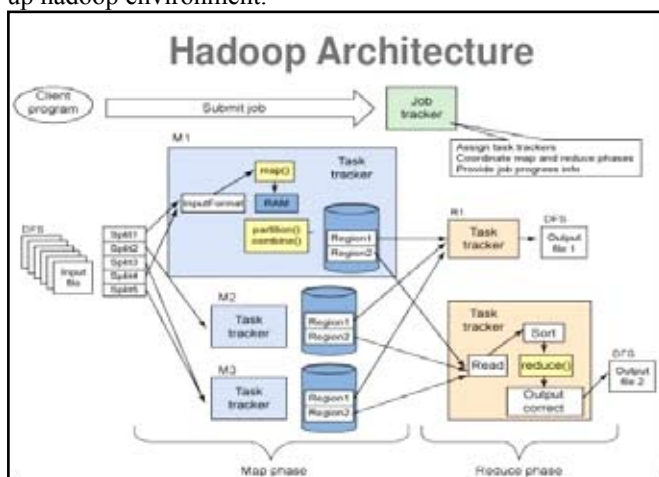 up hadoop environment.
Hadoop Architecture
Client
program
Submit job
Job
tracker
Assign task trackers
Coordinate map and reduce phases
Provide job progress info
M1
Task
tracker
map()
InputFormat
RAM
partition()
combine()
Region1
Region2
DFS
Input
file
Split1
Split2
Split3
Split4
Split5
M2
Task
tracker
Region1
Region2
M3
Task
tracker
Region1
Region2
R1
Task
tracker
DFS
Output
file 1
Task
tracker
Sort
Read
reduce()
Output
correct
DFS
Output
file 2
Map phase
Reduce phase